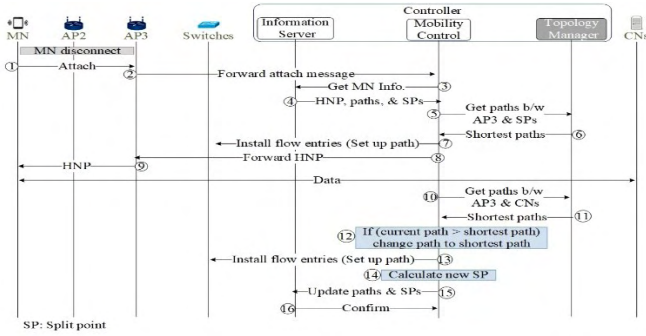 Controller
Information Server
Mobility Control
Topology Manager
MN
AP2
AP3
Switches
CNs
MN disconnect
1 Attach
2 Forward attach message
Get MN Info. 3
4 HNP, paths, & SPs
5 Get paths b/w AP3 & SPs
Shortest paths 6
Install flow entries (Set up path) 7
Forward HNP 8
HNP 9
Data
10 Get paths b/w AP3 & CNs
Shortest paths 11
12 If (current path > shortest path) change path to shortest path
Install flow entries (Set up path) 13
14 Calculate new SP
Update paths & SPs 15
16 Confirm
SP: Split point